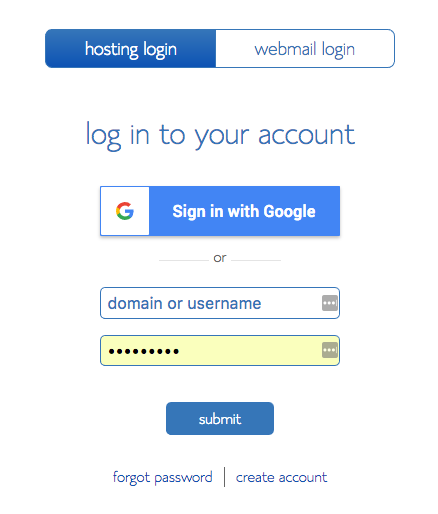 hosting login
webmail login
log in to your account
Sign in with Google
or
domain or username
•••••••••
submit
forgot password
create account